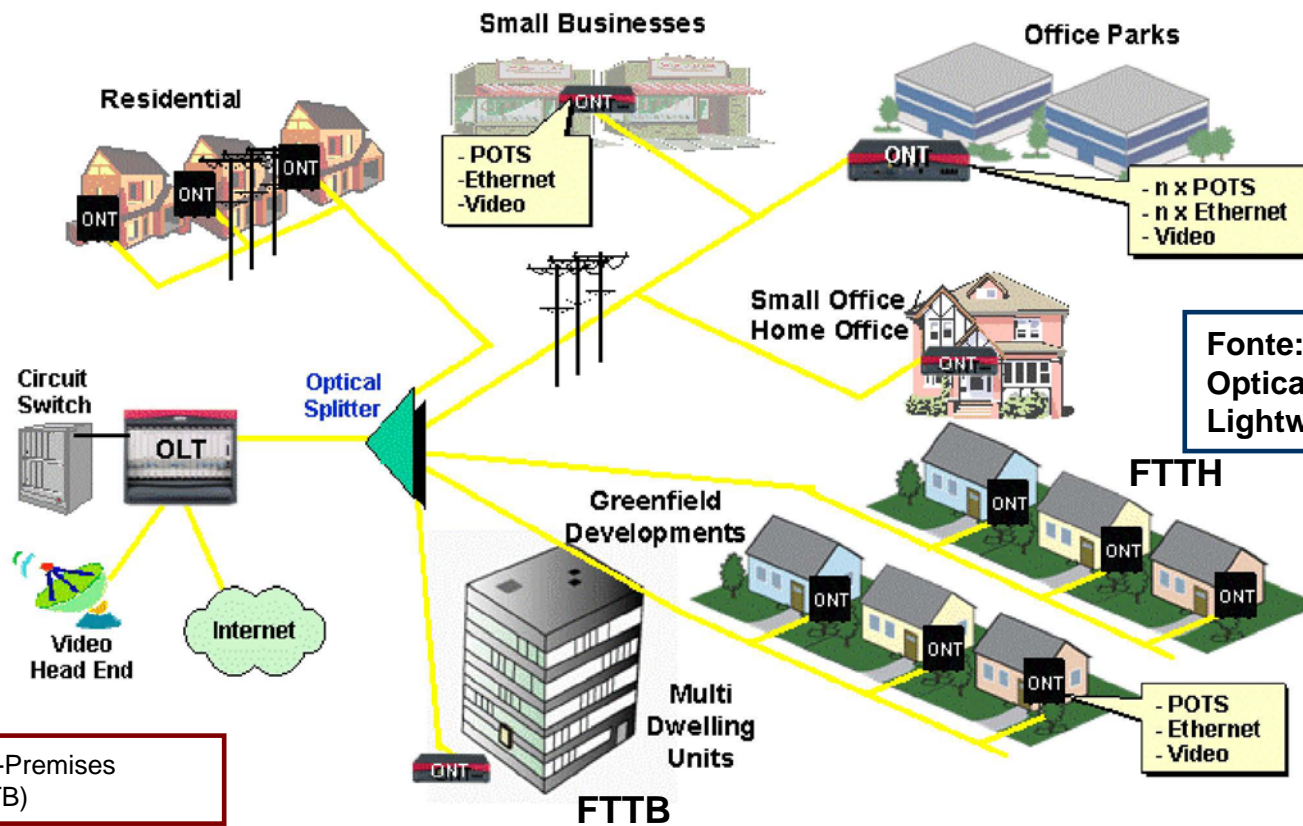 Small Businesses
Office Parks
Residential
ONT
ONT
ONT
ONT
- POTS
-Ethernet
-Video
ONT
- n x POTS
- n x Ethernet
- Video
Small Office /
Home Office
ONT
Fonte:
Optica
Lightw
Circuit
Switch
OLT
Optical
Splitter
FTTH
Greenfield
Developments
ONT
ONT
ONT
ONT
ONT
ONT
Video
Head End
Internet
Multi
Dwelling
Units
- POTS
- Ethernet
- Video
ONT
-Premises
TB)
FTTB